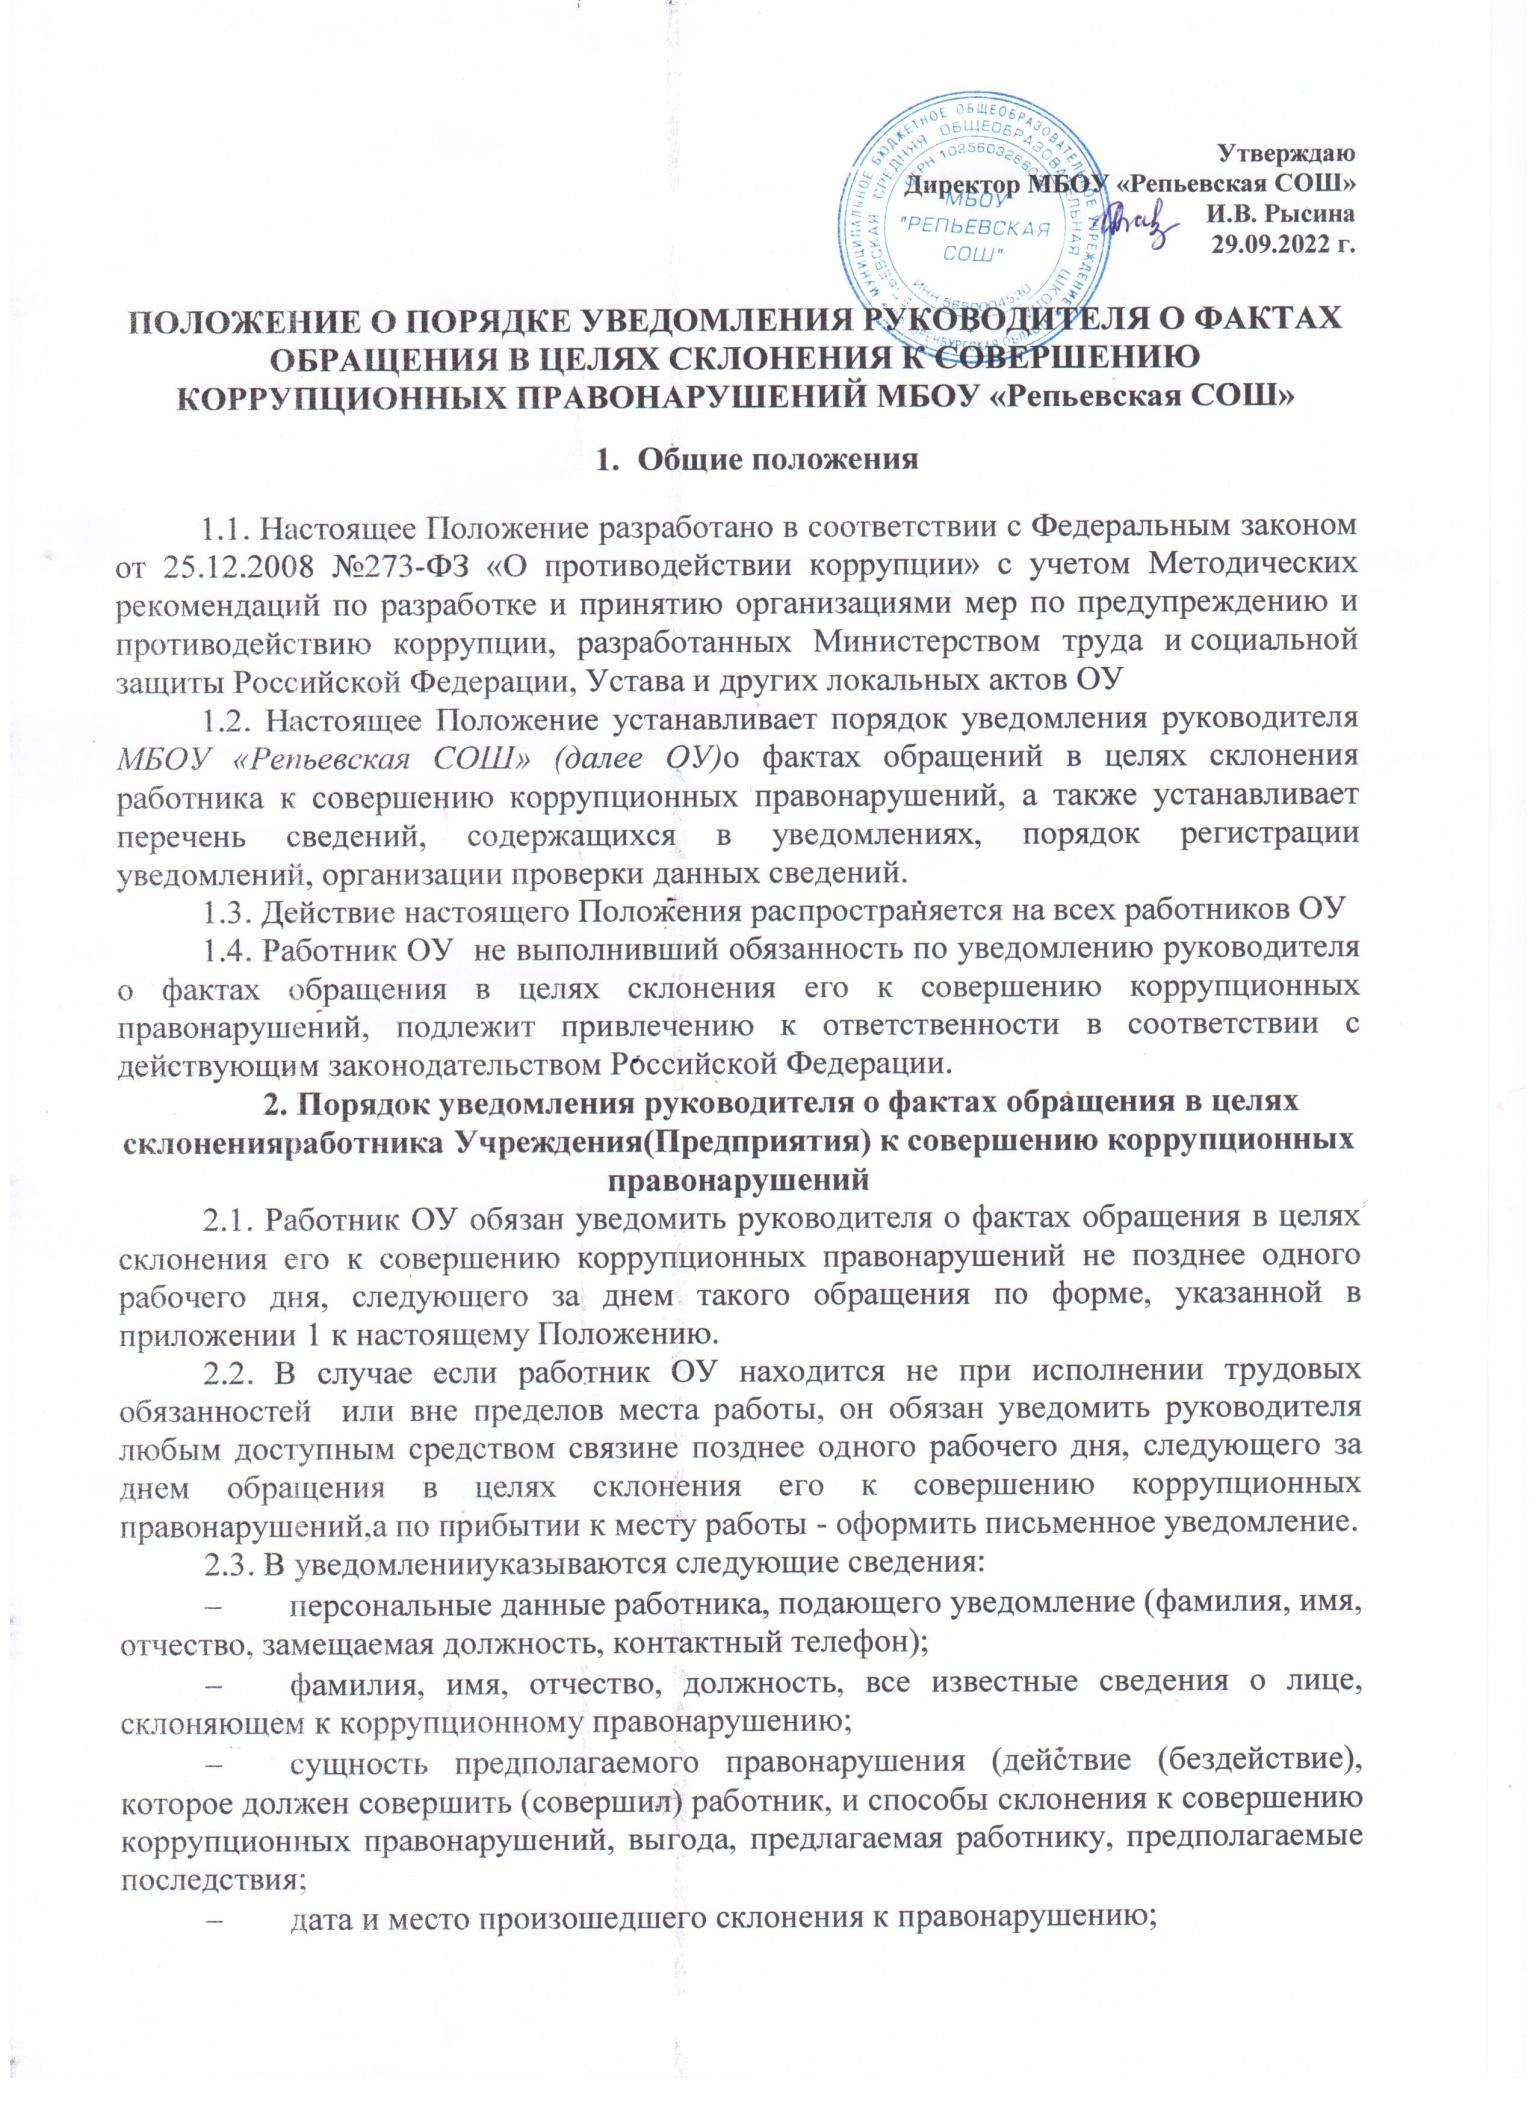 Утверждаю
Директор МБОУ «Репьевская СОШ»
И.В. Рысина
29.09.2022 г.
МУНИЦИПАЛЬНОЕ БЮДЖЕТНОЕ ОБЩЕОБРАЗОВАТЕЛЬНОЕ УЧРЕЖДЕНИЕ
СРЕДНЯЯ ОБЩЕОБРАЗОВАТЕЛЬНАЯ ШКОЛА
МБОУ
"РЕПЬЕВСКАЯ
СОШ"
ИНН 5650004530
ПОЛОЖЕНИЕ О ПОРЯДКЕ УВЕДОМЛЕНИЯ РУКОВОДИТЕЛЯ О ФАКТАХ
ОБРАЩЕНИЯ В ЦЕЛЯХ СКЛОНЕНИЯ К СОВЕРШЕНИЮ
КОРРУПЦИОННЫХ ПРАВОНАРУШЕНИЙ МБОУ «Репьевская СОШ»
1. Общие положения
1.1. Настоящее Положение разработано в соответствии с Федеральным законом
от 25.12.2008 №273-ФЗ «О противодействии коррупции» с учетом Методических
рекомендаций по разработке и принятию организациями мер по предупреждению и
противодействию коррупции, разработанных Министерством труда и социальной
защиты Российской Федерации, Устава и других локальных актов ОУ
1.2. Настоящее Положение устанавливает порядок уведомления руководителя
МБОУ «Репьевская СОШ» (далее ОУ)о фактах обращений в целях склонения
работника к совершению коррупционных правонарушений, а также устанавливает
перечень сведений, содержащихся в уведомлениях, порядок регистрации
уведомлений, организации проверки данных сведений.
1.3. Действие настоящего Положения распространяется на всех работников ОУ
1.4. Работник ОУ не выполнивший обязанность по уведомлению руководителя
о фактах обращения в целях склонения его к совершению коррупционных
правонарушений, подлежит привлечению к ответственности в соответствии с
действующим законодательством Российской Федерации.
2. Порядок уведомления руководителя о фактах обращения в целях
склоненияработника Учреждения(Предприятия) к совершению коррупционных
правонарушений
2.1. Работник ОУ обязан уведомить руководителя о фактах обращения в целях
склонения его к совершению коррупционных правонарушений не позднее одного
рабочего дня, следующего за днем такого обращения по форме, указанной в
приложении 1 к настоящему Положению.
2.2. В случае если работник ОУ находится не при исполнении трудовых
обязанностей или вне пределов места работы, он обязан уведомить руководителя
любым доступным средством связине позднее одного рабочего дня, следующего за
днем обращения в целях склонения его к совершению коррупционных
правонарушений,а по прибытии к месту работы - оформить письменное уведомление.
2.3. В уведомленииуказываются следующие сведения:
– персональные данные работника, подающего уведомление (фамилия, имя,
отчество, замещаемая должность, контактный телефон);
– фамилия, имя, отчество, должность, все известные сведения о лице,
склоняющем к коррупционному правонарушению;
– сущность предполагаемого правонарушения (действие (бездействие),
которое должен совершить (совершил) работник, и способы склонения к совершению
коррупционных правонарушений, выгода, предлагаемая работнику, предполагаемые
последствия;
– дата и место произошедшего склонения к правонарушению;